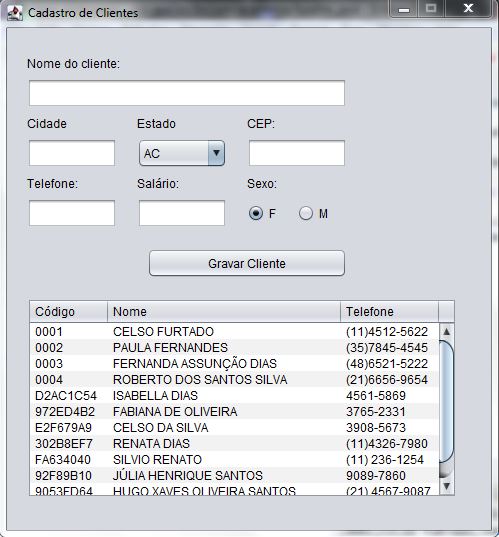 Cadastro de Clientes
Nome do cliente:
Cidade Estado CEP:
AC
Telefone: Salário: Sexo:
F M
Gravar Cliente
Código Nome Telefone
0001 CELSO FURTADO (11)4512-5622
0002 PAULA FERNANDES (35)7845-4545
0003 FERNANDA ASSUNÇÃO DIAS (48)6521-5222
0004 ROBERTO DOS SANTOS SILVA (21)6656-9654
D2AC1C54 ISABELLA DIAS 4561-5869
972ED4B2 FABIANA DE OLIVEIRA 3765-2331
E2F679A9 CELSO DA SILVA 3908-5673
302B8EF7 RENATA DIAS (11)4326-7980
FA634040 SILVIO RENATO (11) 236-1254
92F89B10 JÚLIA HENRIQUE SANTOS 9089-7860
9053FD64 HUGO XAVES OLIVEIRA SANTOS (21) 4567-9087